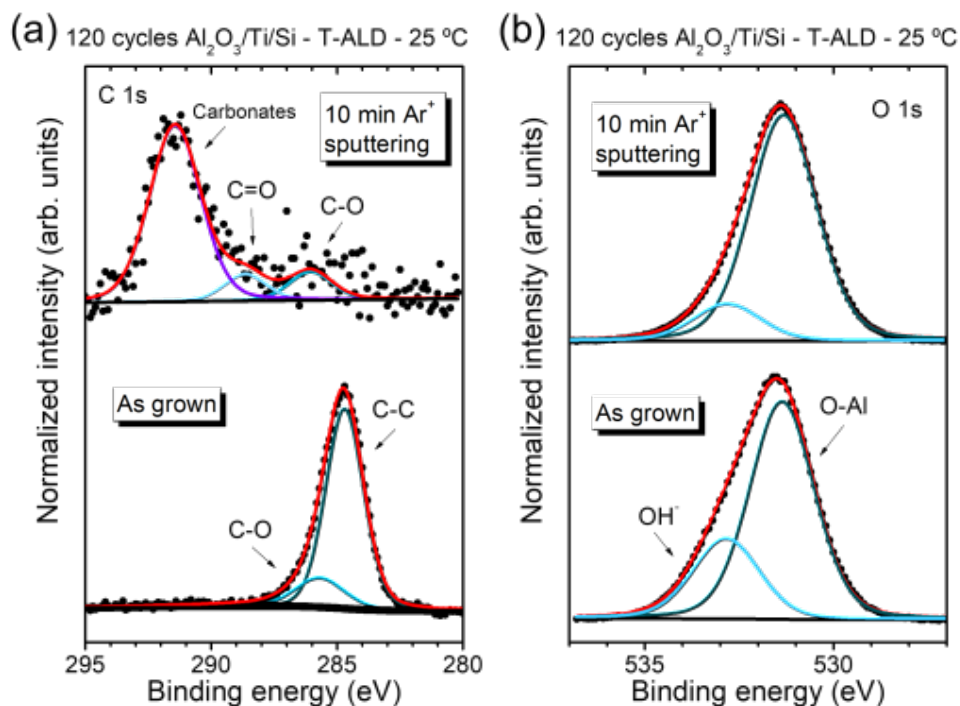 (a) 120 cycles Al₂O₃/Ti/Si - T-ALD - 25 ºC
C 1s
Carbonates
10 min Ar⁺
sputtering
C=O
C-O
As grown
C-C
C-O
Normalized intensity (arb. units)
295 290 285 280
Binding energy (eV)
(b) 120 cycles Al₂O₃/Ti/Si - T-ALD - 25 ºC
10 min Ar⁺
sputtering
O 1s
As grown
O-Al
OH⁻
Normalized intensity (arb. units)
535 530
Binding energy (eV)